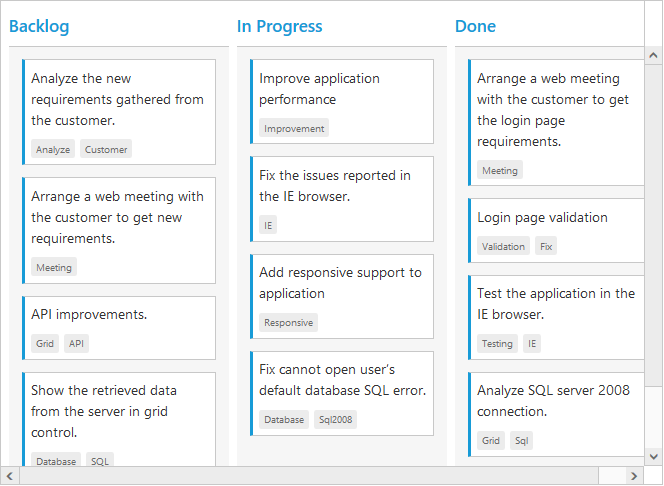 Backlog
In Progress
Done
Analyze the new
requirements gathered from
the customer.
Analyze Customer
Arrange a web meeting with
the customer to get new
requirements.
Meeting
API improvements.
Grid API
Show the retrieved data
from the server in grid
control.
Database SQL
Improve application
performance
Improvement
Fix the issues reported in
the IE browser.
IE
Add responsive support to
application
Responsive
Fix cannot open user’s
default database SQL error.
Database Sql2008
Arrange a web meeting
with the customer to get
the login page
requirements.
Meeting
Login page validation
Validation Fix
Test the application in the
IE browser.
Testing IE
Analyze SQL server 2008
connection.
Grid Sql